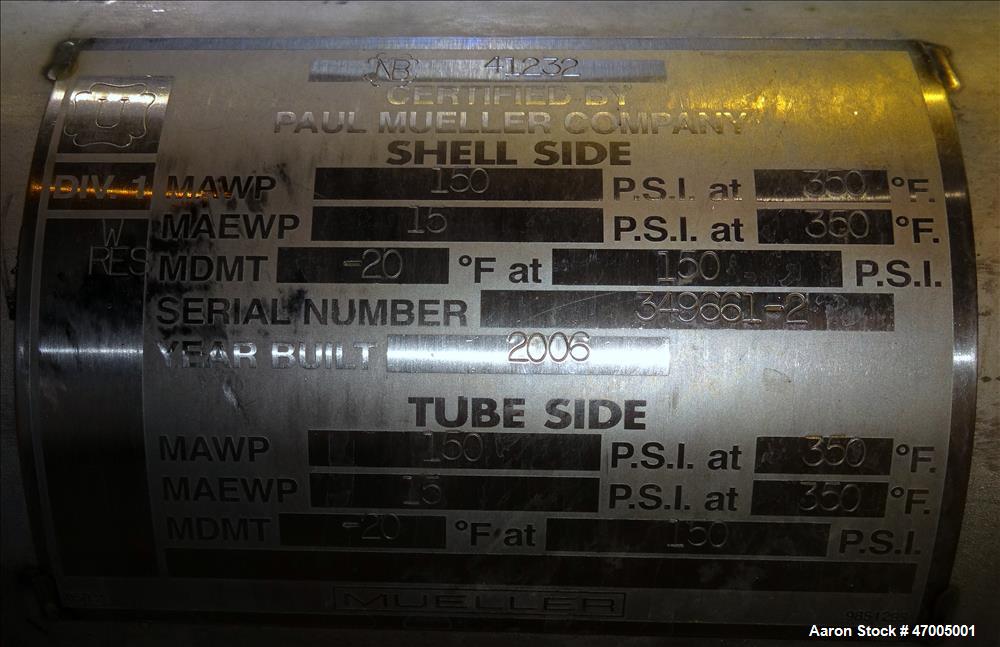 NB 41232
CERTIFIED BY
PAUL MUELLER COMPANY
U
SHELL SIDE
DIV. 1 MAWP 150 P.S.I. at 350 °F.
W MAEWP 15 P.S.I. at 350 °F.
RES MDMT -20 °F at 150 P.S.I.
SERIAL NUMBER 349661-2
YEAR BUILT 2006
TUBE SIDE
MAWP 150 P.S.I. at 350 °F.
MAEWP 15 P.S.I. at 350 °F.
MDMT -20 °F at 150 P.S.I.
MUELLER
Aaron Stock # 47005001